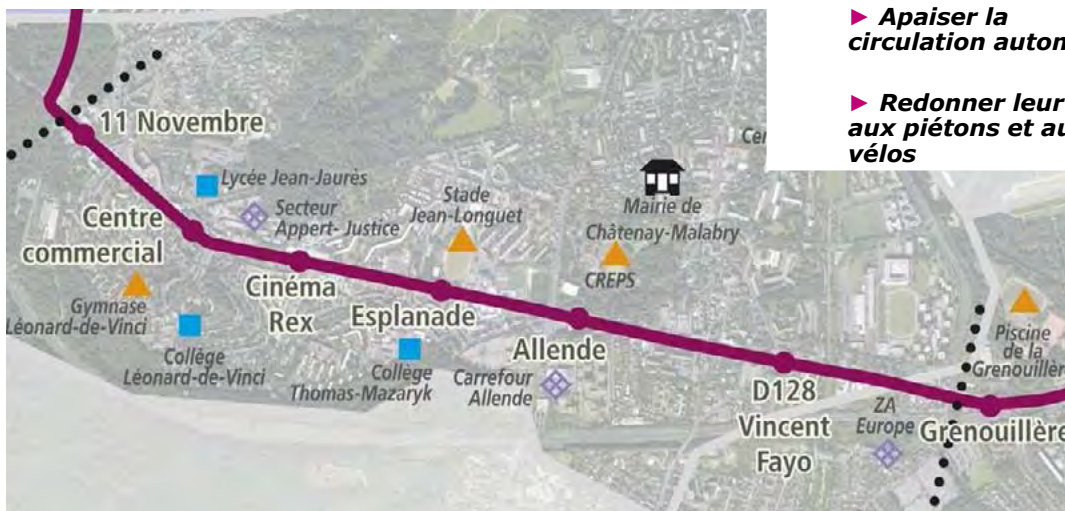 ► Apaiser la
circulation autom
► Redonner leur
aux piétons et au
vélos
11 Novembre
Lycée Jean-Jaurès
Secteur
Appert- Justice
Centre
commercial
Gymnase
Léonard-de-Vinci
Collège
Léonard-de-Vinci
Cinéma
Rex
Stade
Jean-Longuet
Esplanade
Collège
Thomas-Mazaryk
Mairie de
Châtenay-Malabry
CREPS
Cen
Allende
Carrefour
Allende
D128
Vincent
Fayo
ZA
Europe
Piscine
de la
Grenouillère
Grenouillère